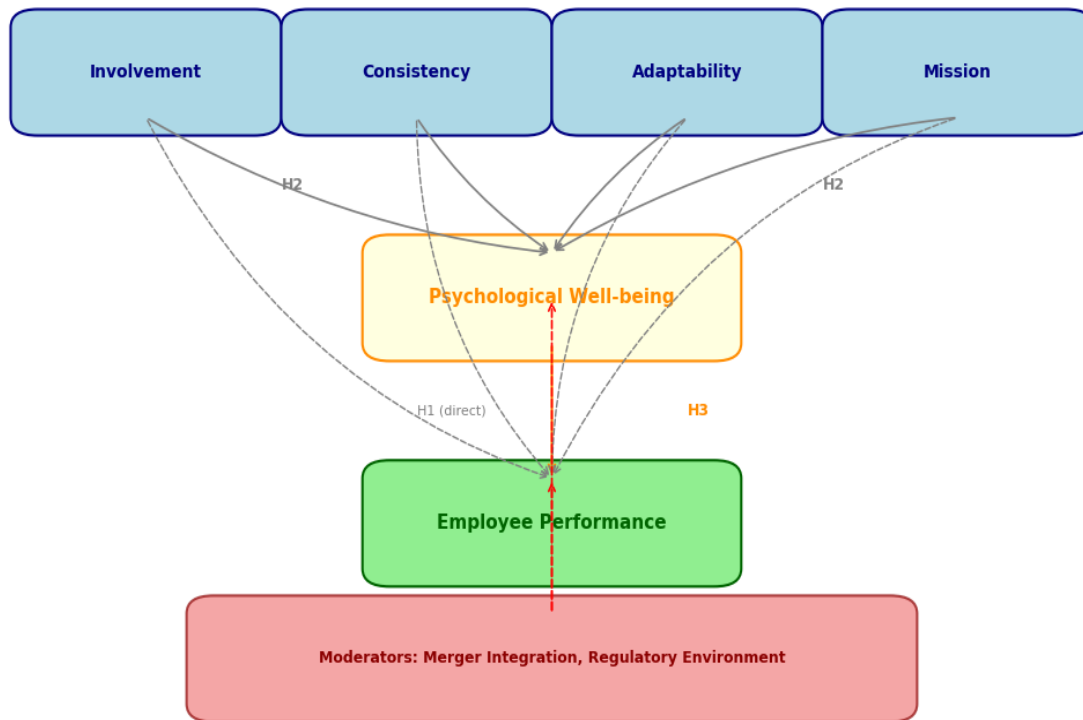 Involvement
Consistency
Adaptability
Mission
H2
H2
Psychological Well-being
H1 (direct)
H3
Employee Performance
Moderators: Merger Integration, Regulatory Environment